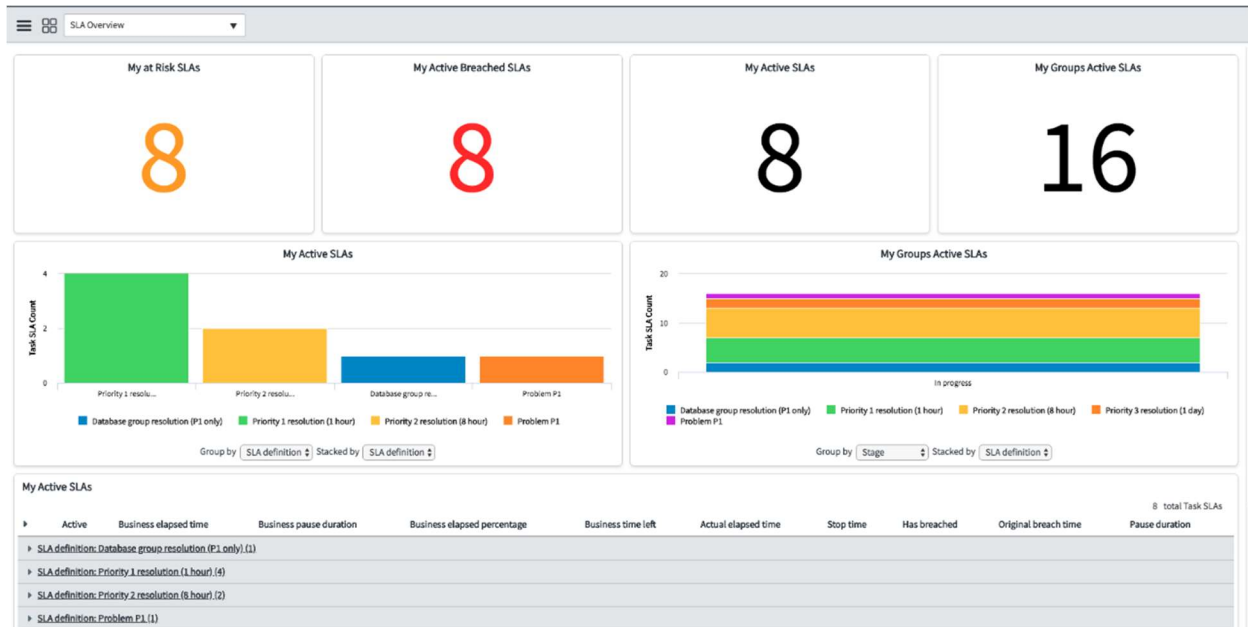 SLA Overview
My at Risk SLAs
8
My Active Breached SLAs
8
My Active SLAs
8
My Groups Active SLAs
16
My Active SLAs
Task SLA Count
4
2
0
Priority 1 resolu...
Priority 2 resolu...
Database group re...
Problem P1
Database group resolution (P1 only)
Priority 1 resolution (1 hour)
Priority 2 resolution (8 hour)
Problem P1
Group by SLA definition Stacked by SLA definition
My Groups Active SLAs
Task SLA Count
20
10
0
In progress
Database group resolution (P1 only)
Priority 1 resolution (1 hour)
Priority 2 resolution (8 hour)
Priority 3 resolution (1 day)
Problem P1
Group by Stage Stacked by SLA definition
My Active SLAs
8 total Task SLAs
Active Business elapsed time Business pause duration Business elapsed percentage Business time left Actual elapsed time Stop time Has breached Original breach time Pause duration
SLA definition: Database group resolution (P1 only) (1)
SLA definition: Priority 1 resolution (1 hour) (4)
SLA definition: Priority 2 resolution (8 hour) (2)
SLA definition: Problem P1 (1)